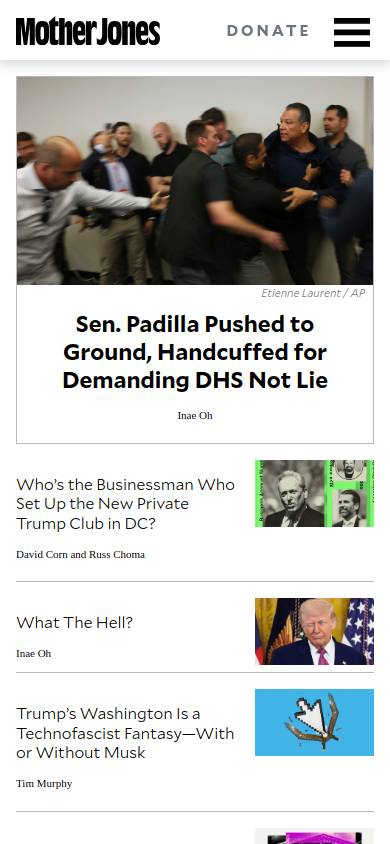 Mother Jones
DONATE
Etienne Laurent / AP
Sen. Padilla Pushed to
Ground, Handcuffed for
Demanding DHS Not Lie
Inae Oh
Who’s the Businessman Who
Set Up the New Private
Trump Club in DC?
David Corn and Russ Choma
What The Hell?
Inae Oh
Trump’s Washington Is a
Technofascist Fantasy—With
or Without Musk
Tim Murphy